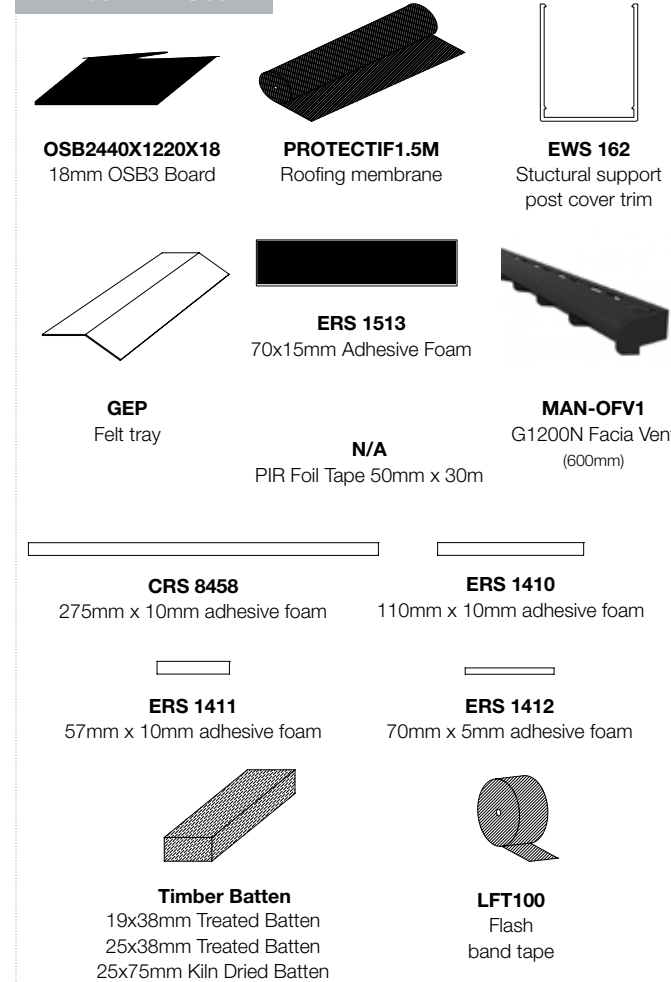 OSB2440X1220X18
18mm OSB3 Board
PROTECTIF1.5M
Roofing membrane
EWS 162
Stuctural support
post cover trim
GEP
Felt tray
ERS 1513
70x15mm Adhesive Foam
N/A
PIR Foil Tape 50mm x 30m
MAN-OFV1
G1200N Facia Ven
(600mm)
CRS 8458
275mm x 10mm adhesive foam
ERS 1410
110mm x 10mm adhesive foam
ERS 1411
57mm x 10mm adhesive foam
ERS 1412
70mm x 5mm adhesive foam
Timber Batten
19x38mm Treated Batten
25x38mm Treated Batten
25x75mm Kiln Dried Batten
LFT100
Flash
band tape